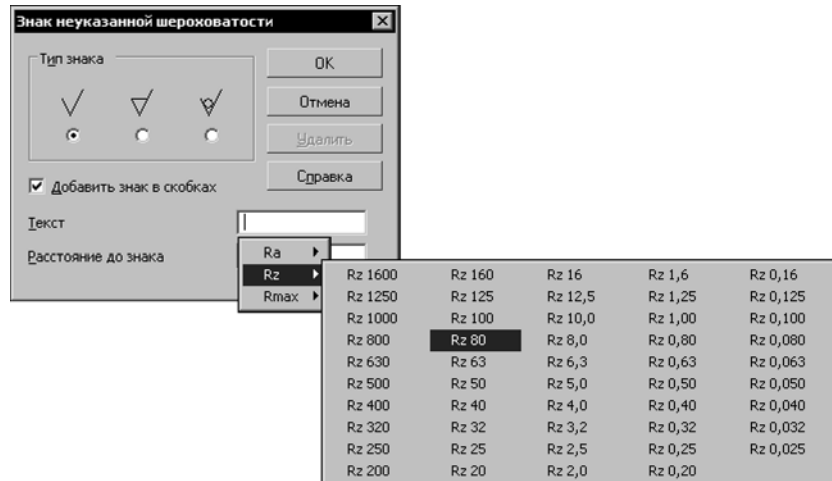 Знак неуказанной шероховатости
Тип знака
ОК
Отмена
Удалить
Справка
Добавить знак в скобках
Текст
Расстояние до знака
Ra
Rz
Rmax
Rz 1600 Rz 160 Rz 16 Rz 1,6 Rz 0,16
Rz 1250 Rz 125 Rz 12,5 Rz 1,25 Rz 0,125
Rz 1000 Rz 100 Rz 10,0 Rz 1,00 Rz 0,100
Rz 800 Rz 80 Rz 8,0 Rz 0,80 Rz 0,080
Rz 630 Rz 63 Rz 6,3 Rz 0,63 Rz 0,063
Rz 500 Rz 50 Rz 5,0 Rz 0,50 Rz 0,050
Rz 400 Rz 40 Rz 4,0 Rz 0,40 Rz 0,040
Rz 320 Rz 32 Rz 3,2 Rz 0,32 Rz 0,032
Rz 250 Rz 25 Rz 2,5 Rz 0,25 Rz 0,025
Rz 200 Rz 20 Rz 2,0 Rz 0,20